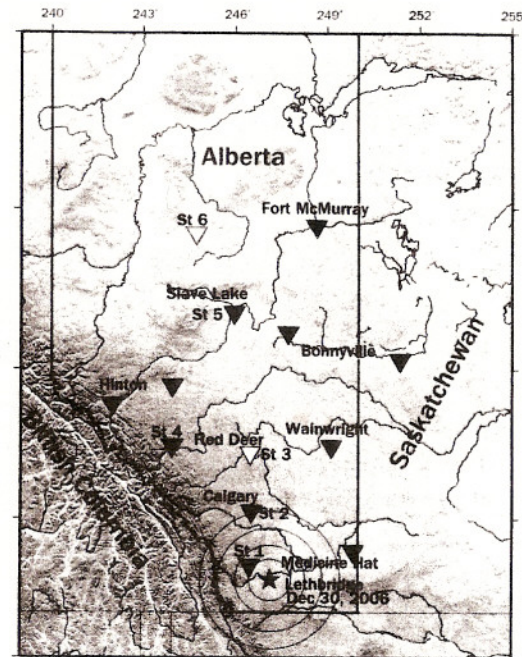 240
243
246
249
252
255
Alberta
St 6
Fort McMurray
Slave Lake
St 5
Bonnyville
Saskatchewan
Hinton
St 4
Red Deer
Wainwright
St 3
British Columbia
Calgary
St 2
St 1
Medicine Hat
Lethbridge
Dec 30, 2006